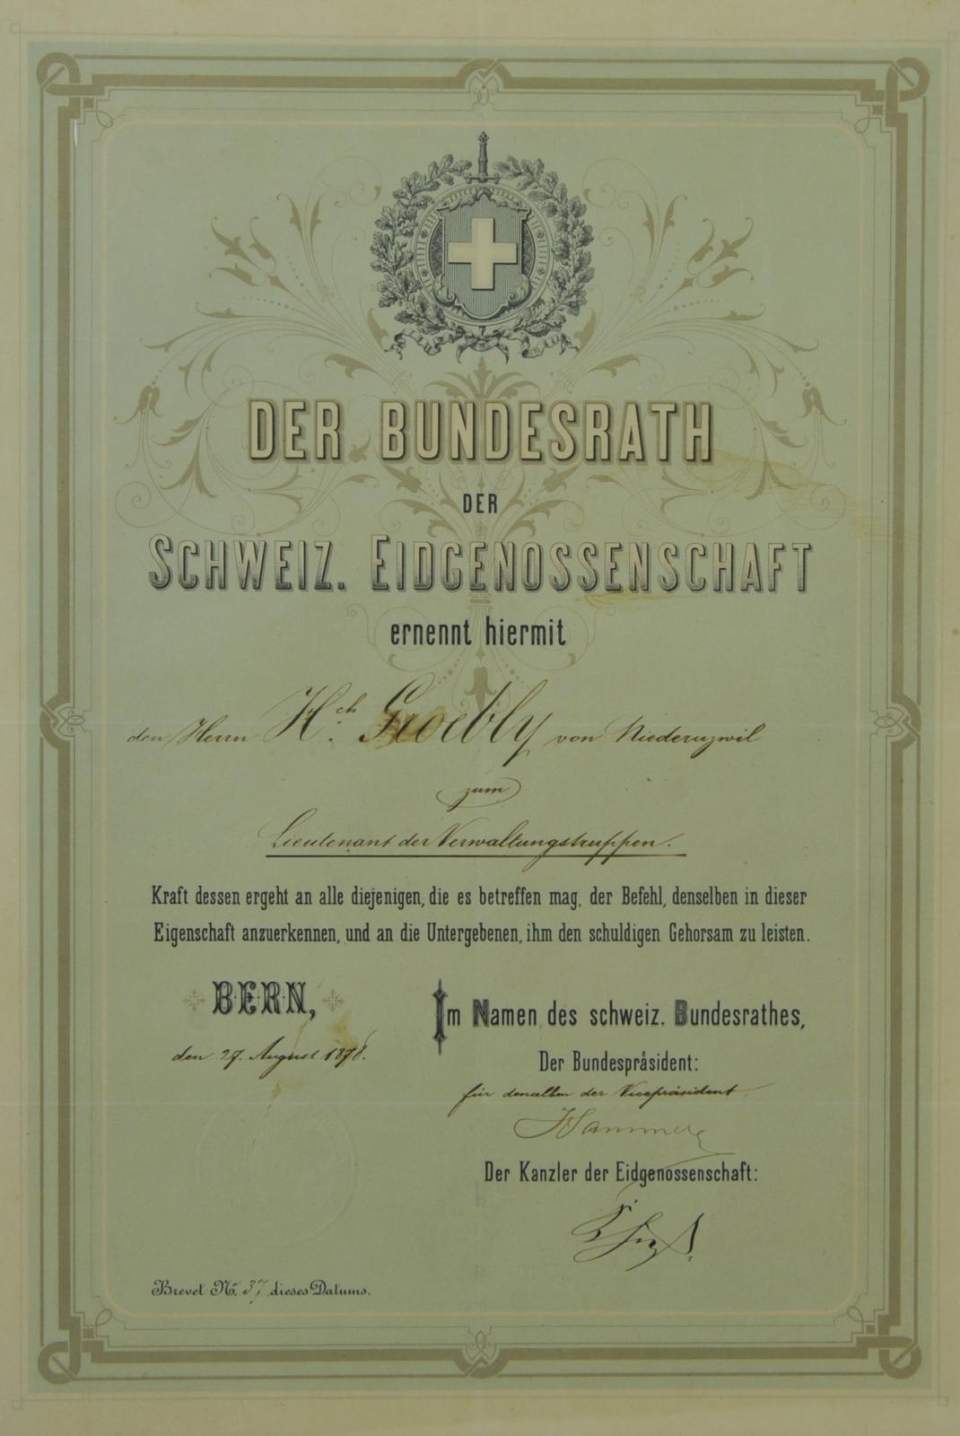 DER BUNDESRATH
DER
SCHWEIZ. EIDGENOSSENSCHAFT
ernennt hiermit
den Herrn Hch. Groebly von Niederuzwil
zum
Lieutenant der Verwaltungstruppen.
Kraft dessen ergeht an alle diejenigen, die es betreffen mag, der Befehl, denselben in dieser
Eigenschaft anzuerkennen, und an die Untergebenen, ihm den schuldigen Gehorsam zu leisten.
BERN,
den 27. August 1878.
Im Namen des schweiz. Bundesrathes,
Der Bundespräsident:
für denselben der Vicepräsident
Hammer
Der Kanzler der Eidgenossenschaft:
Brevet No. 37 dieses Datums.